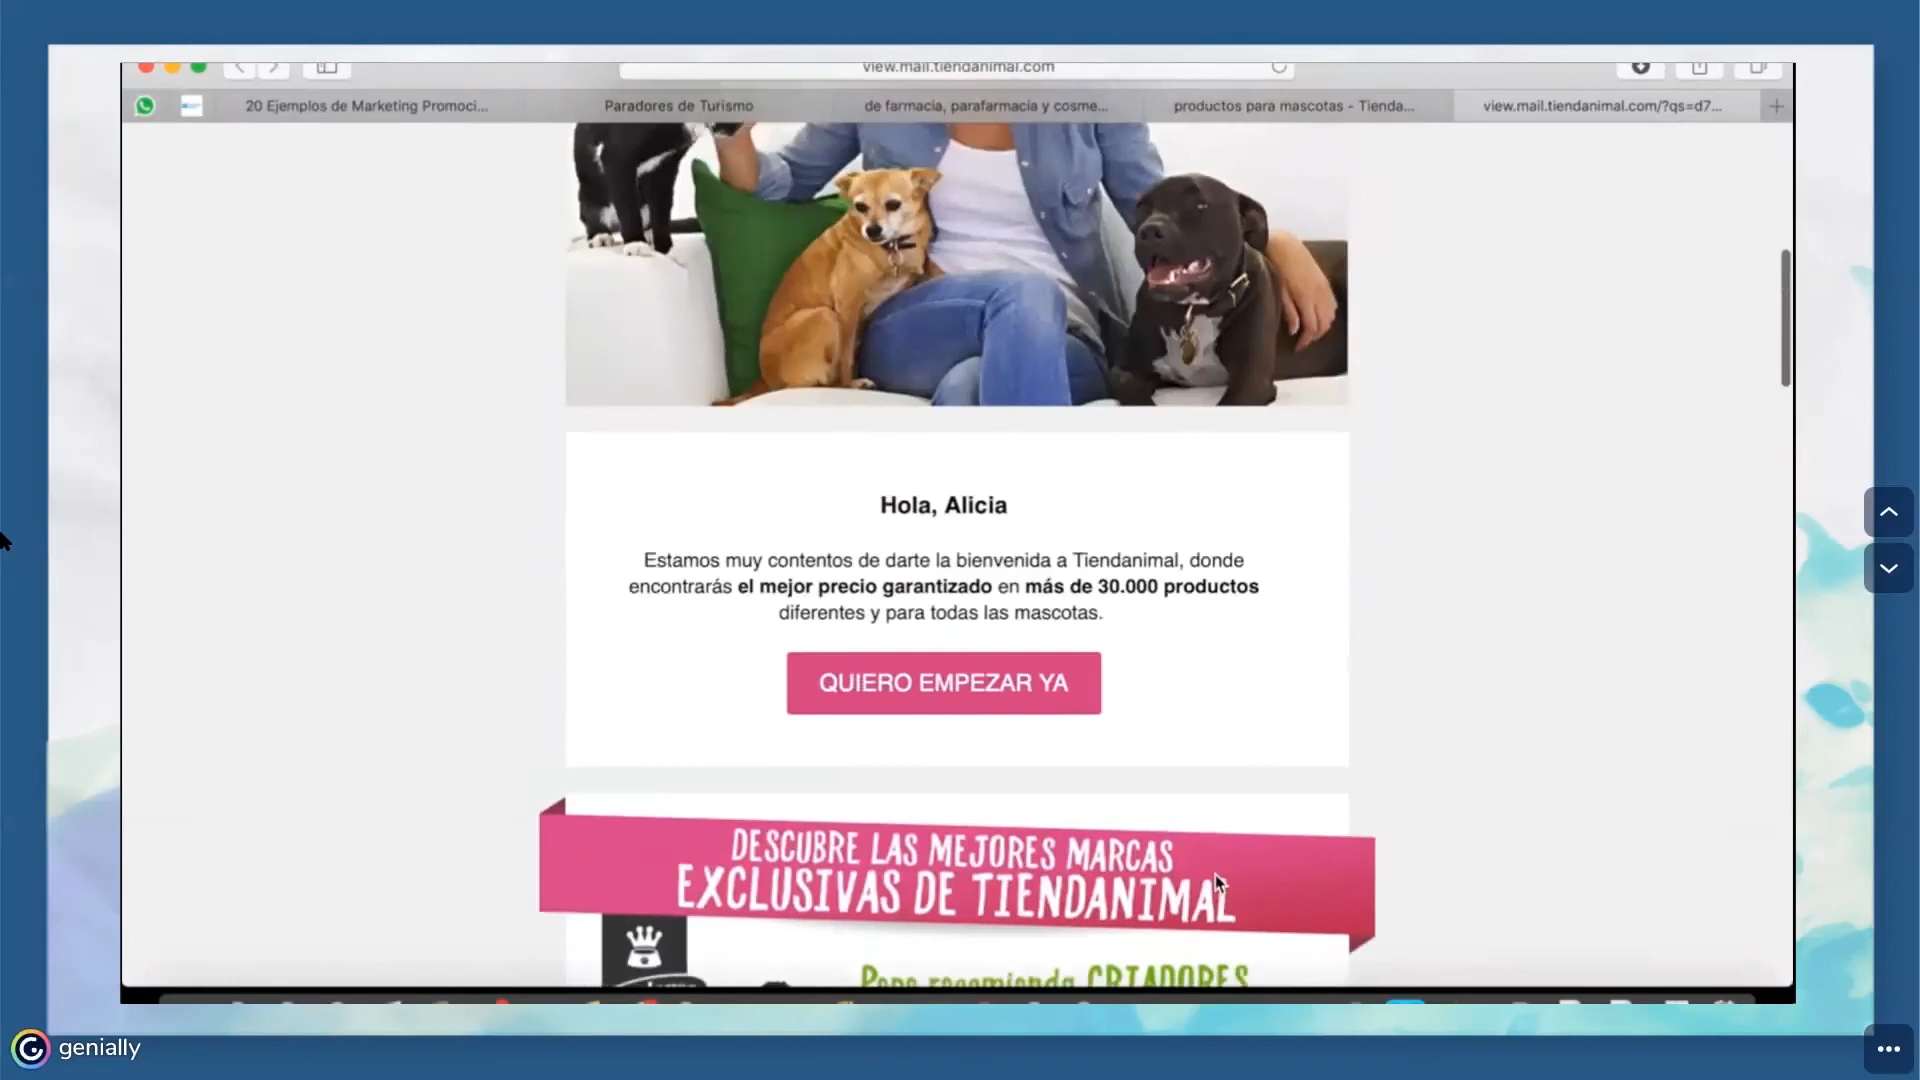 view.mail.tiendanimal.com
20 Ejemplos de Marketing Promoci...
Paradores de Turismo
de farmacia, parafarmacia y cosme...
productos para mascotas - Tienda...
view.mail.tiendanimal.com/?qs=d7...
Hola, Alicia
Estamos muy contentos de darte la bienvenida a Tiendanimal, donde
encontrarás el mejor precio garantizado en más de 30.000 productos
diferentes y para todas las mascotas.
QUIERO EMPEZAR YA
DESCUBRE LAS MEJORES MARCAS
EXCLUSIVAS DE TIENDANIMAL
CRIADORES
genially